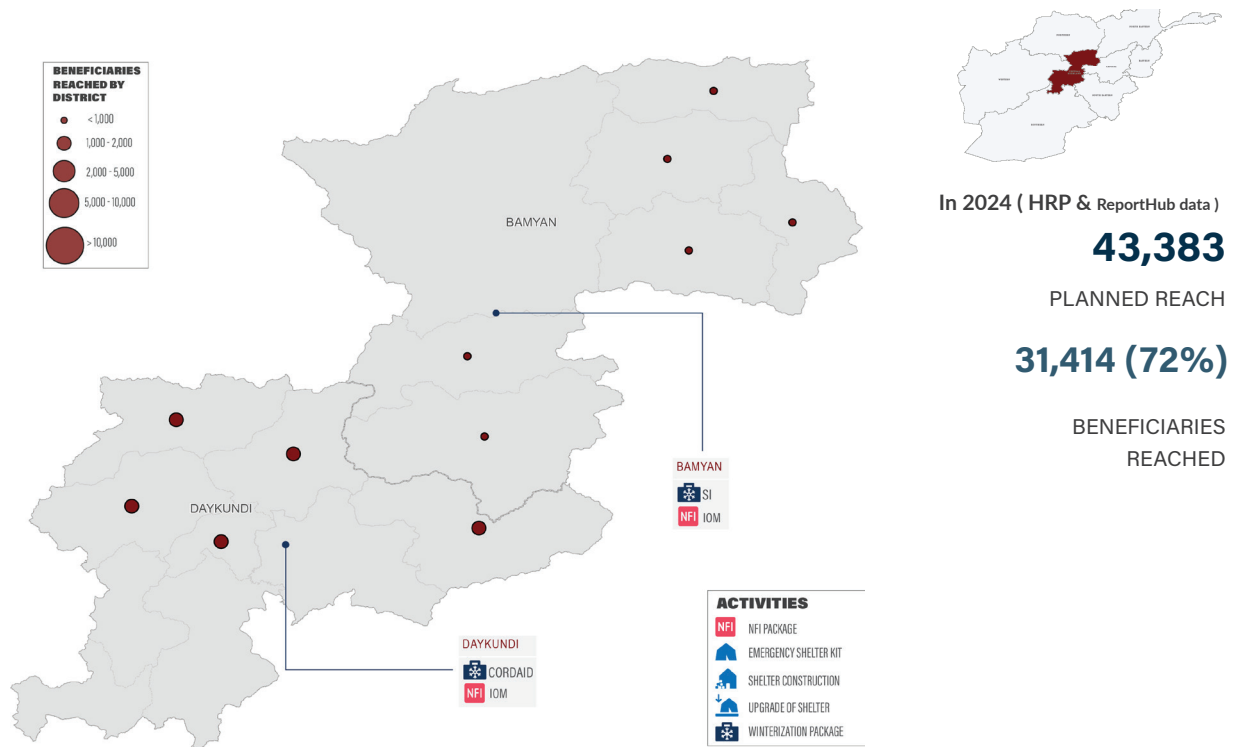 BENEFICIARIES
REACHED BY
DISTRICT
< 1,000
1,000 - 2,000
2,000 - 5,000
5,000 - 10,000
>10,000
BAMYAN
DAYKUNDI
BAMYAN
SI
NFI IOM
DAYKUNDI
CORDAID
NFI IOM
ACTIVITIES
NFI NFI PACKAGE
EMERGENCY SHELTER KIT
SHELTER CONSTRUCTION
UPGRADE OF SHELTER
WINTERIZATION PACKAGE
In 2024 ( HRP & ReportHub data )
43,383
PLANNED REACH
31,414 (72%)
BENEFICIARIES
REACHED